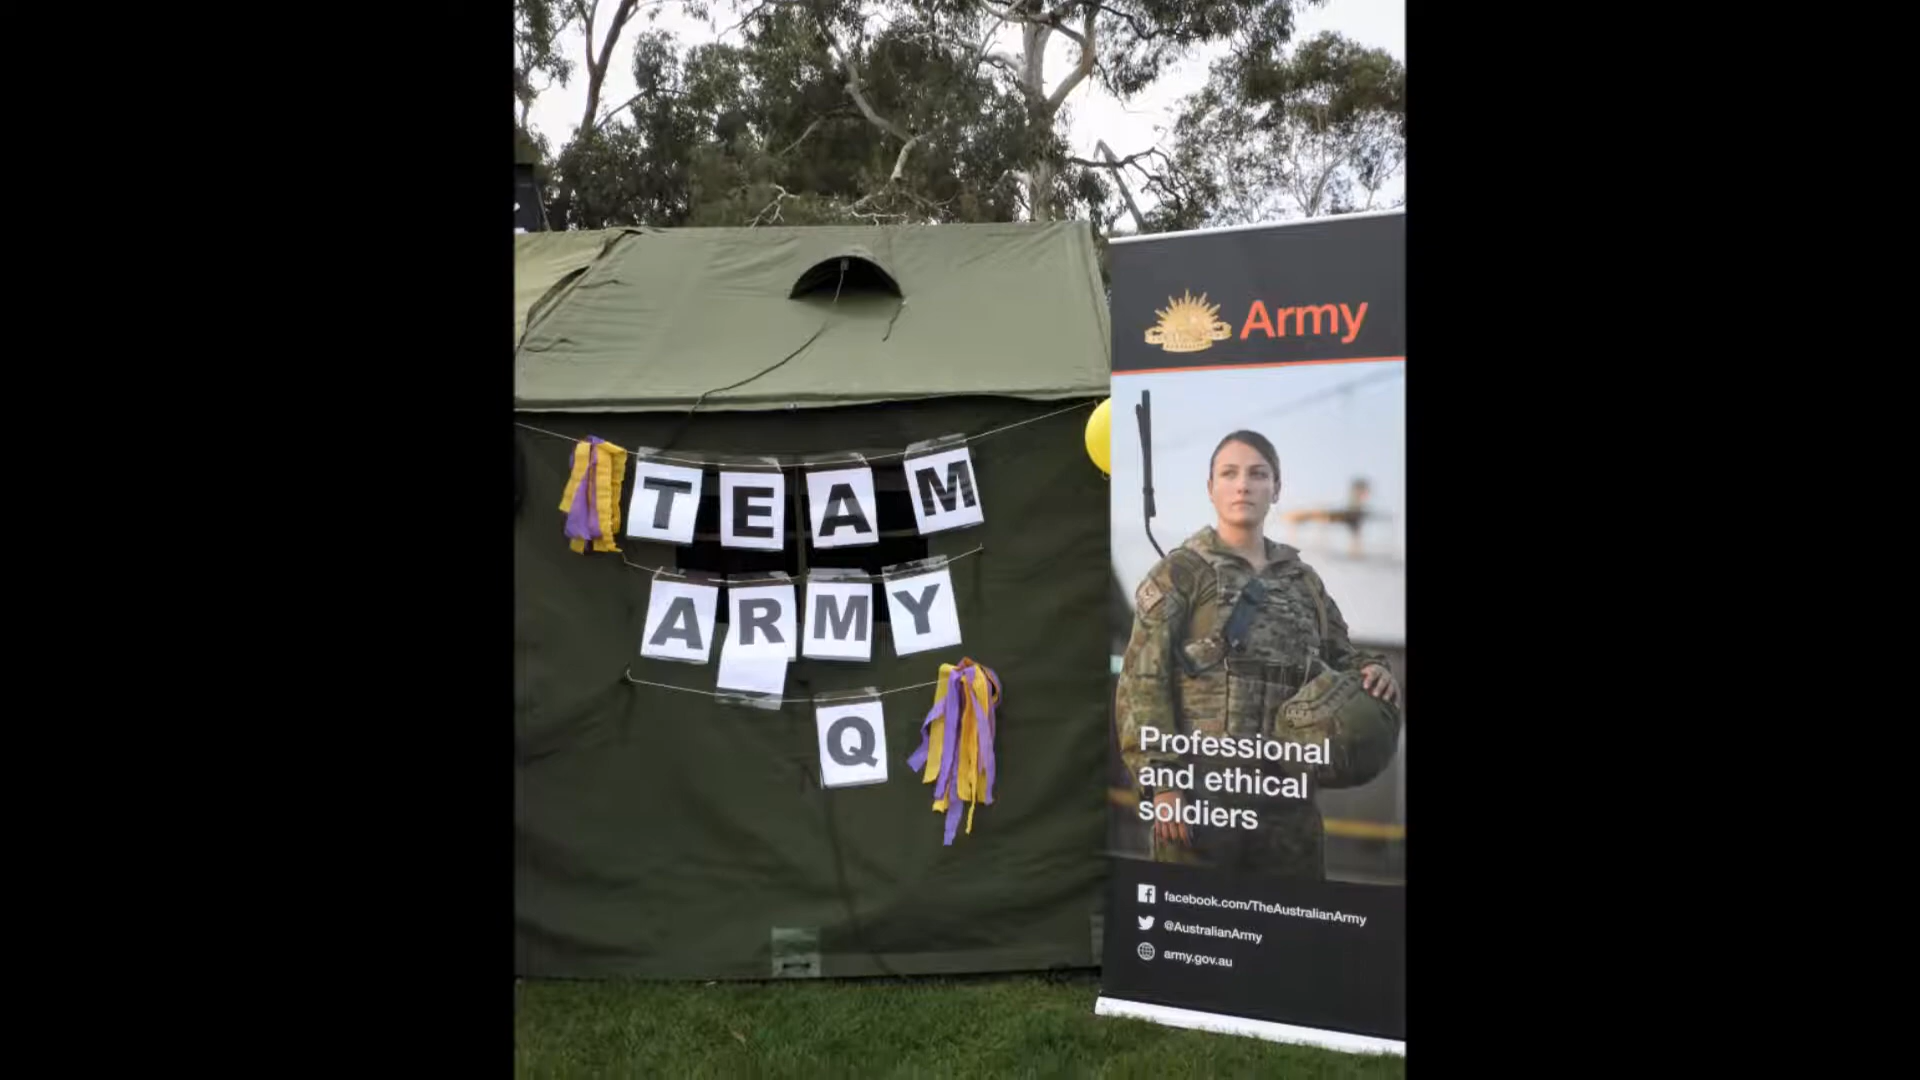 TEAM
ARMY
Q
Army
Professional
and ethical
soldiers
facebook.com/TheAustralianArmy
@AustralianArmy
army.gov.au